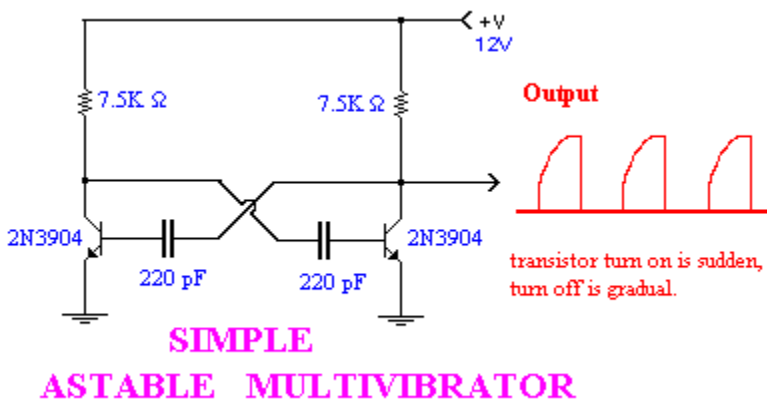 +V
12V
7.5K Ω
7.5K Ω
Output
2N3904
2N3904
220 pF
220 pF
transistor turn on is sudden,
turn off is gradual.
SIMPLE
ASTABLE MULTIVIBRATOR